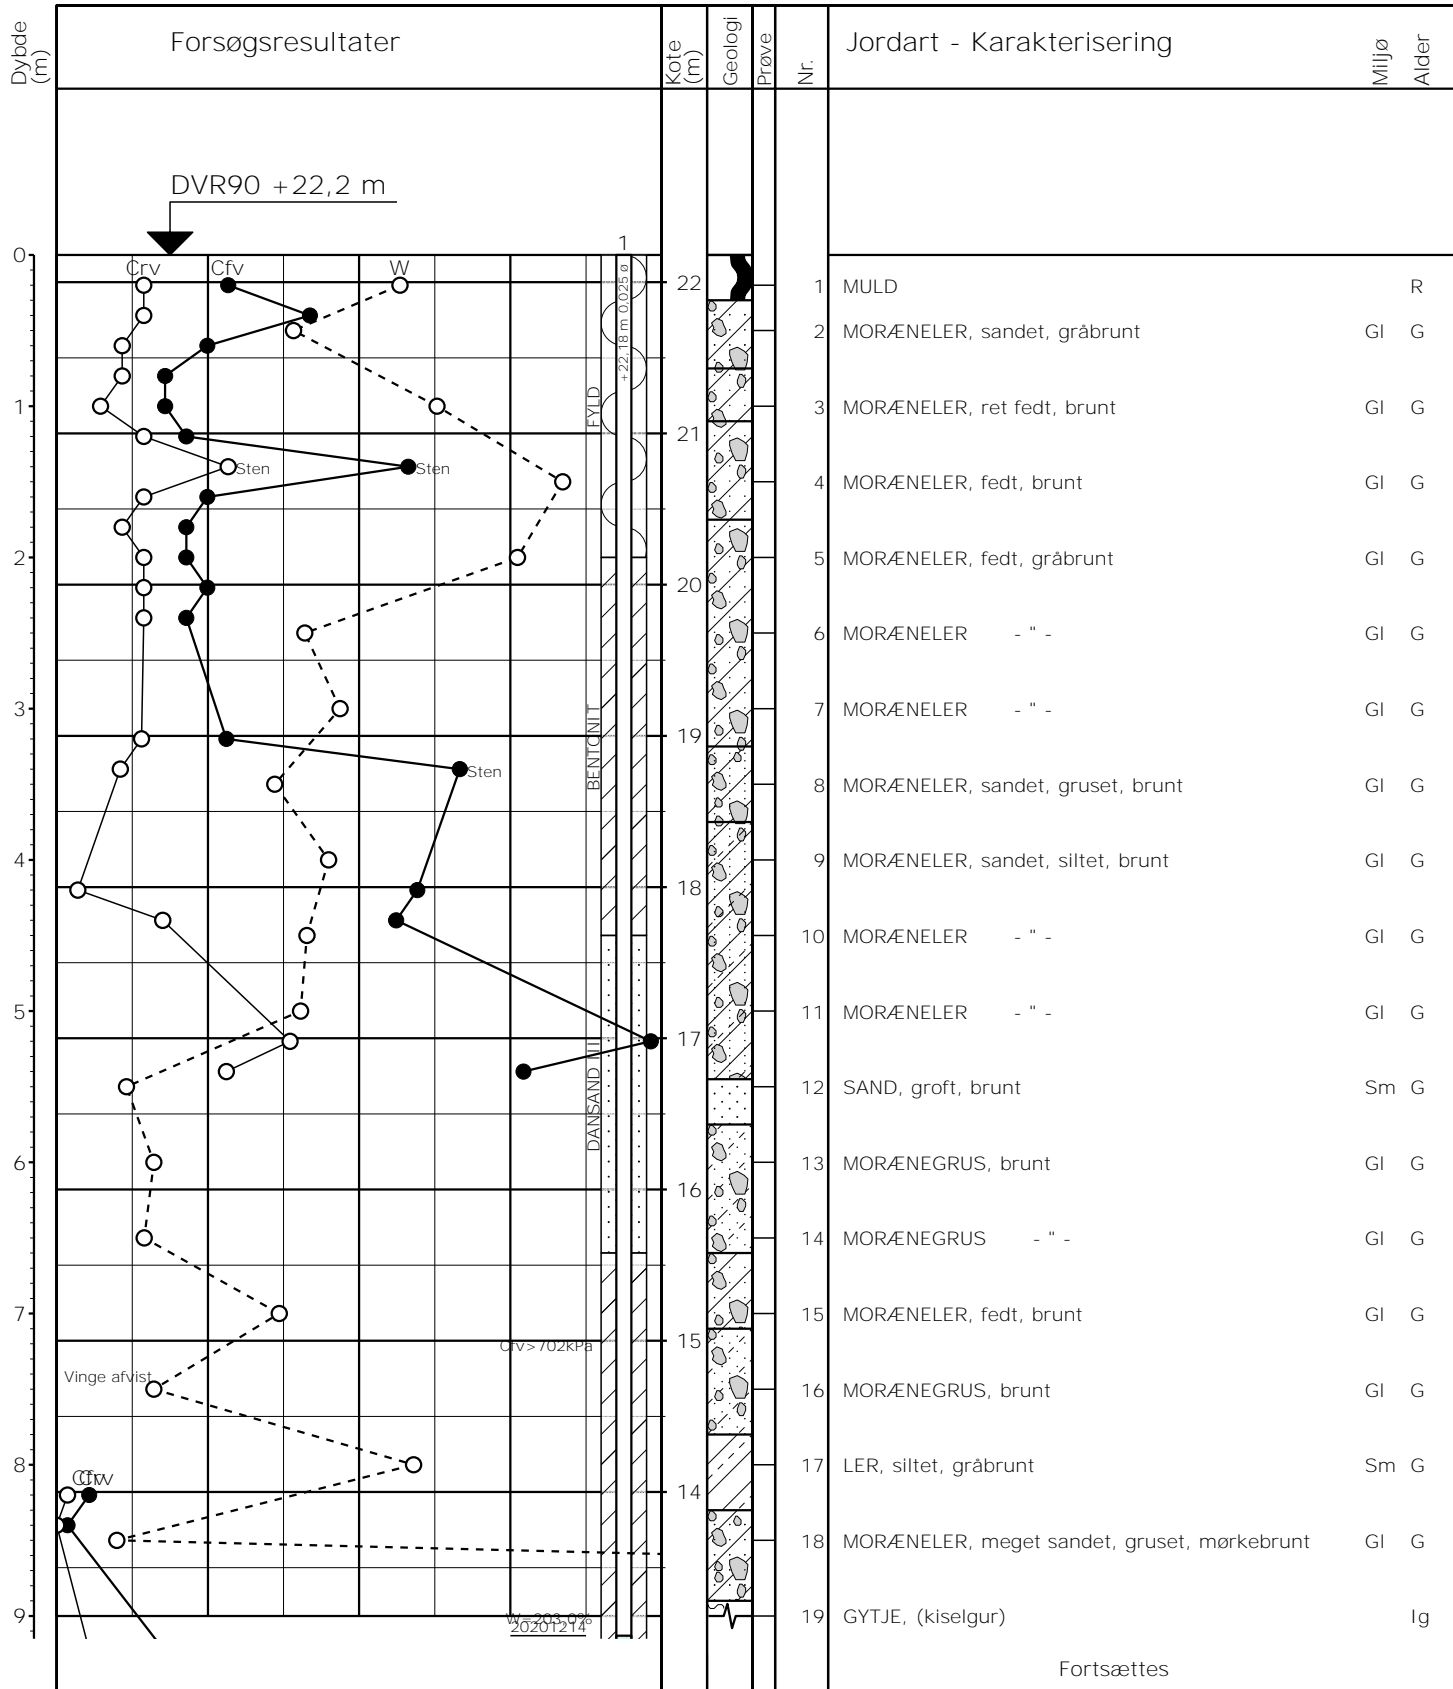 Dybde (m)
Forsøgsresultater
Kote (m)
Geologi
Prøve
Nr.
Jordart - Karakterisering
Miljø
Alder
DVR90 +22,2 m
1
0
Crv
Cfv
W
+22,18 m 0,025 ø
22
1 MULD R
2 MORÆNELER, sandet, gråbrunt Gl G
FYLD
1
3 MORÆNELER, ret fedt, brunt Gl G
21
Sten
Sten
4 MORÆNELER, fedt, brunt Gl G
2
5 MORÆNELER, fedt, gråbrunt Gl G
20
6 MORÆNELER - " - Gl G
3
7 MORÆNELER - " - Gl G
19
BENTONIT
Sten
8 MORÆNELER, sandet, gruset, brunt Gl G
4
9 MORÆNELER, sandet, siltet, brunt Gl G
18
10 MORÆNELER - " - Gl G
5
11 MORÆNELER - " - Gl G
17
DANSAND III
12 SAND, groft, brunt Sm G
6
13 MORÆNEGRUS, brunt Gl G
16
14 MORÆNEGRUS - " - Gl G
7
15 MORÆNELER, fedt, brunt Gl G
15
Cfv>702kPa
Vinge afvist
16 MORÆNEGRUS, brunt Gl G
8
17 LER, siltet, gråbrunt Sm G
Cfv
Crv
14
18 MORÆNELER, meget sandet, gruset, mørkebrunt Gl G
9
W=203,0%
20201214
19 GYTJE, (kiselgur) Ig
Fortsættes